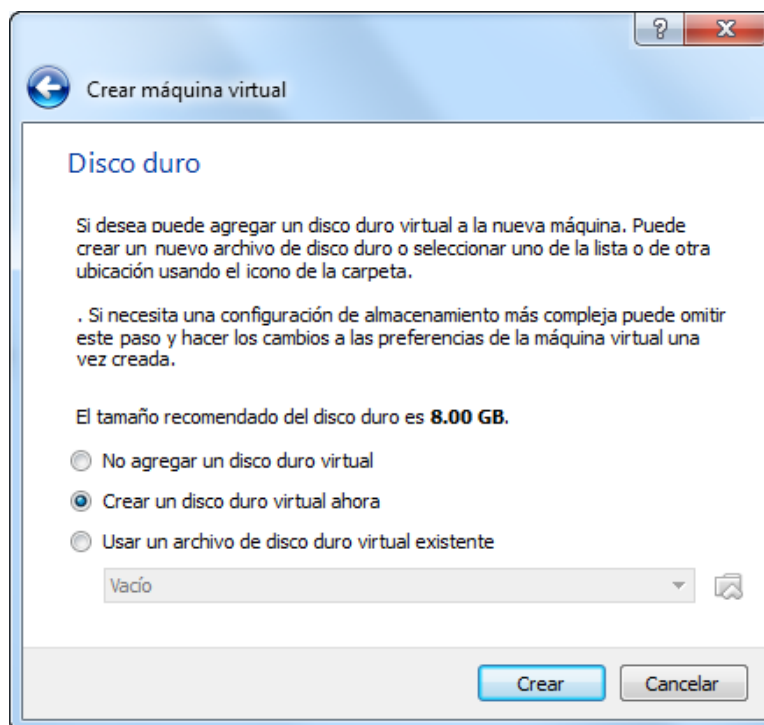 Crear máquina virtual
Disco duro
Si desea puede agregar un disco duro virtual a la nueva máquina. Puede
crear un nuevo archivo de disco duro o seleccionar uno de la lista o de otra
ubicación usando el icono de la carpeta.
. Si necesita una configuración de almacenamiento más compleja puede omitir
este paso y hacer los cambios a las preferencias de la máquina virtual una
vez creada.
El tamaño recomendado del disco duro es 8.00 GB.
No agregar un disco duro virtual
Crear un disco duro virtual ahora
Usar un archivo de disco duro virtual existente
Vacío
Crear
Cancelar